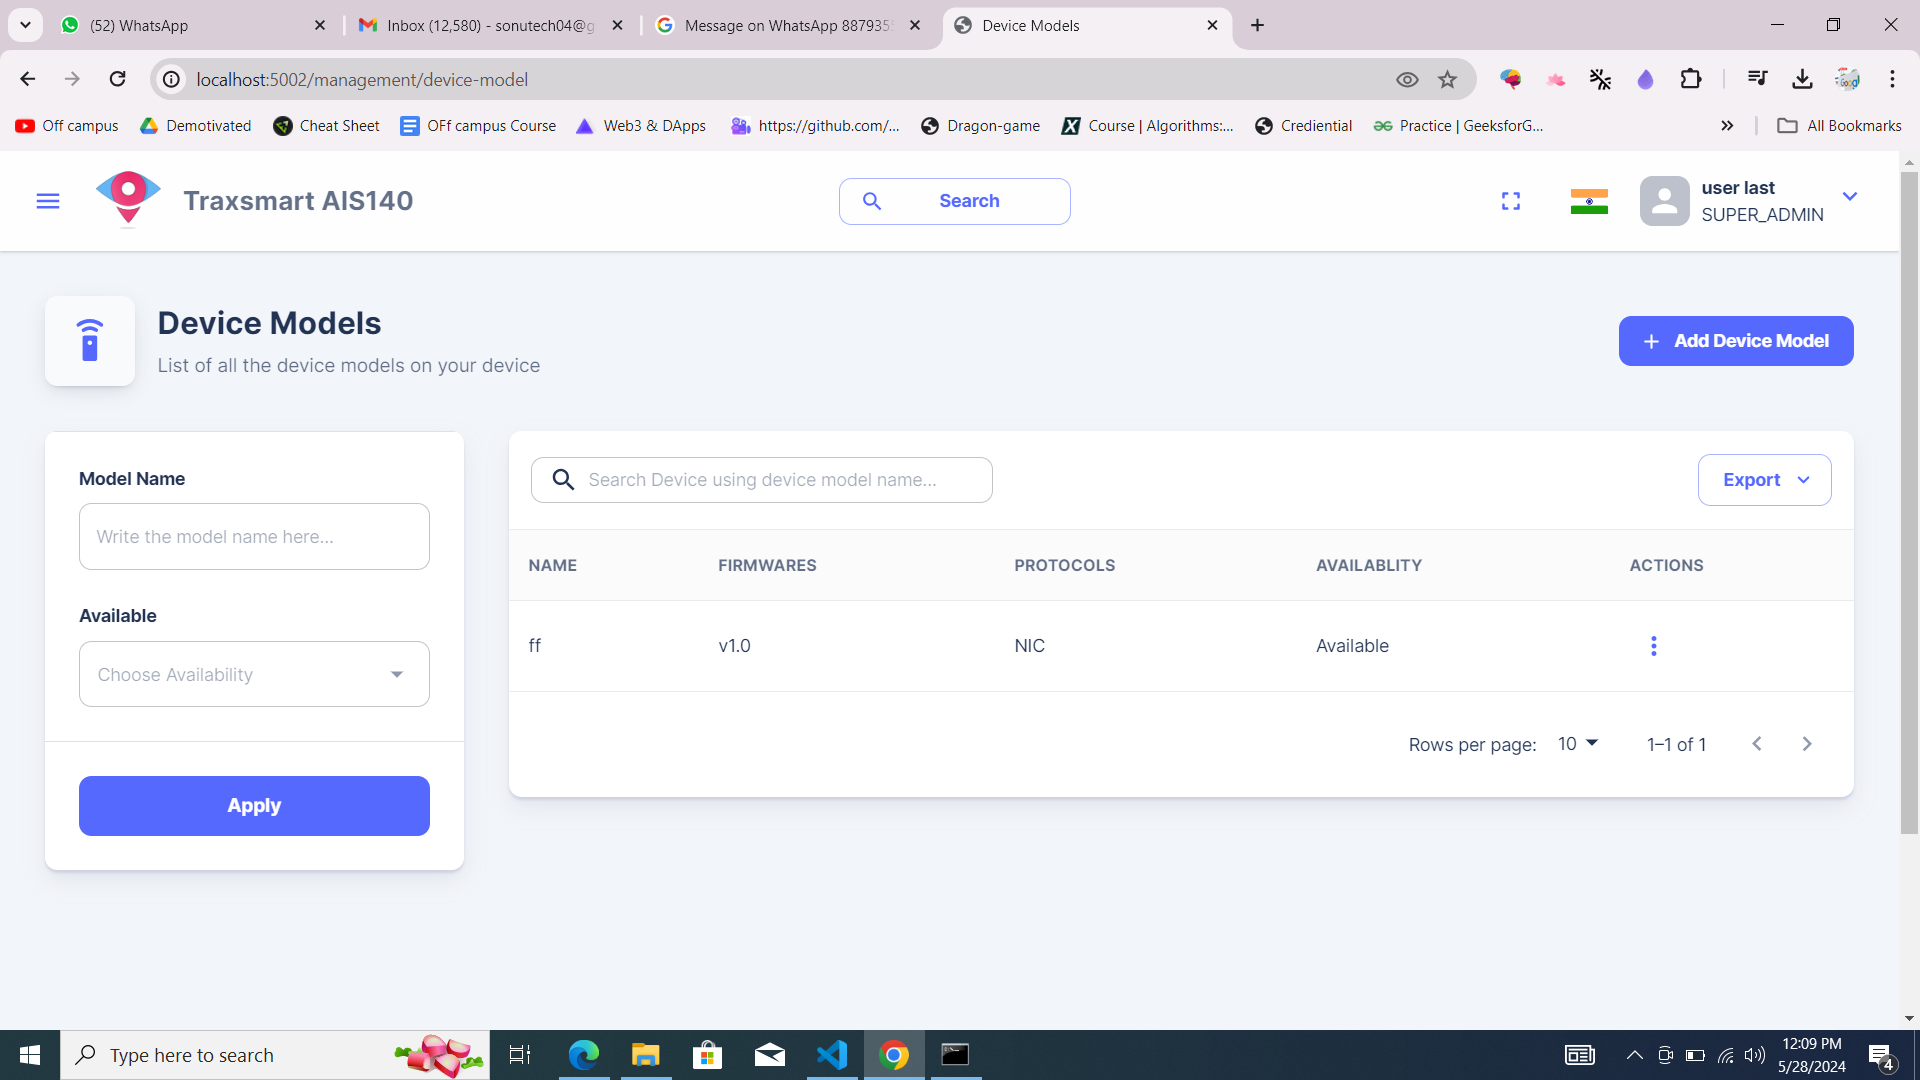 (52) WhatsApp
Inbox (12,580) - sonutech04@g
Message on WhatsApp 887935
Device Models
localhost:5002/management/device-model
Off campus
Demotivated
Cheat Sheet
OFf campus Course
Web3 & DApps
https://github.com/...
Dragon-game
Course | Algorithms:...
Crediential
Practice | GeeksforG...
All Bookmarks
Traxsmart AIS140
Search
user last
SUPER_ADMIN
Device Models
List of all the device models on your device
Add Device Model
Model Name
Write the model name here...
Available
Choose Availability
Apply
Search Device using device model name...
Export
NAME FIRMWARES PROTOCOLS AVAILABLITY ACTIONS
ff v1.0 NIC Available
Rows per page: 10 1–1 of 1
Type here to search
12:09 PM
5/28/2024
4